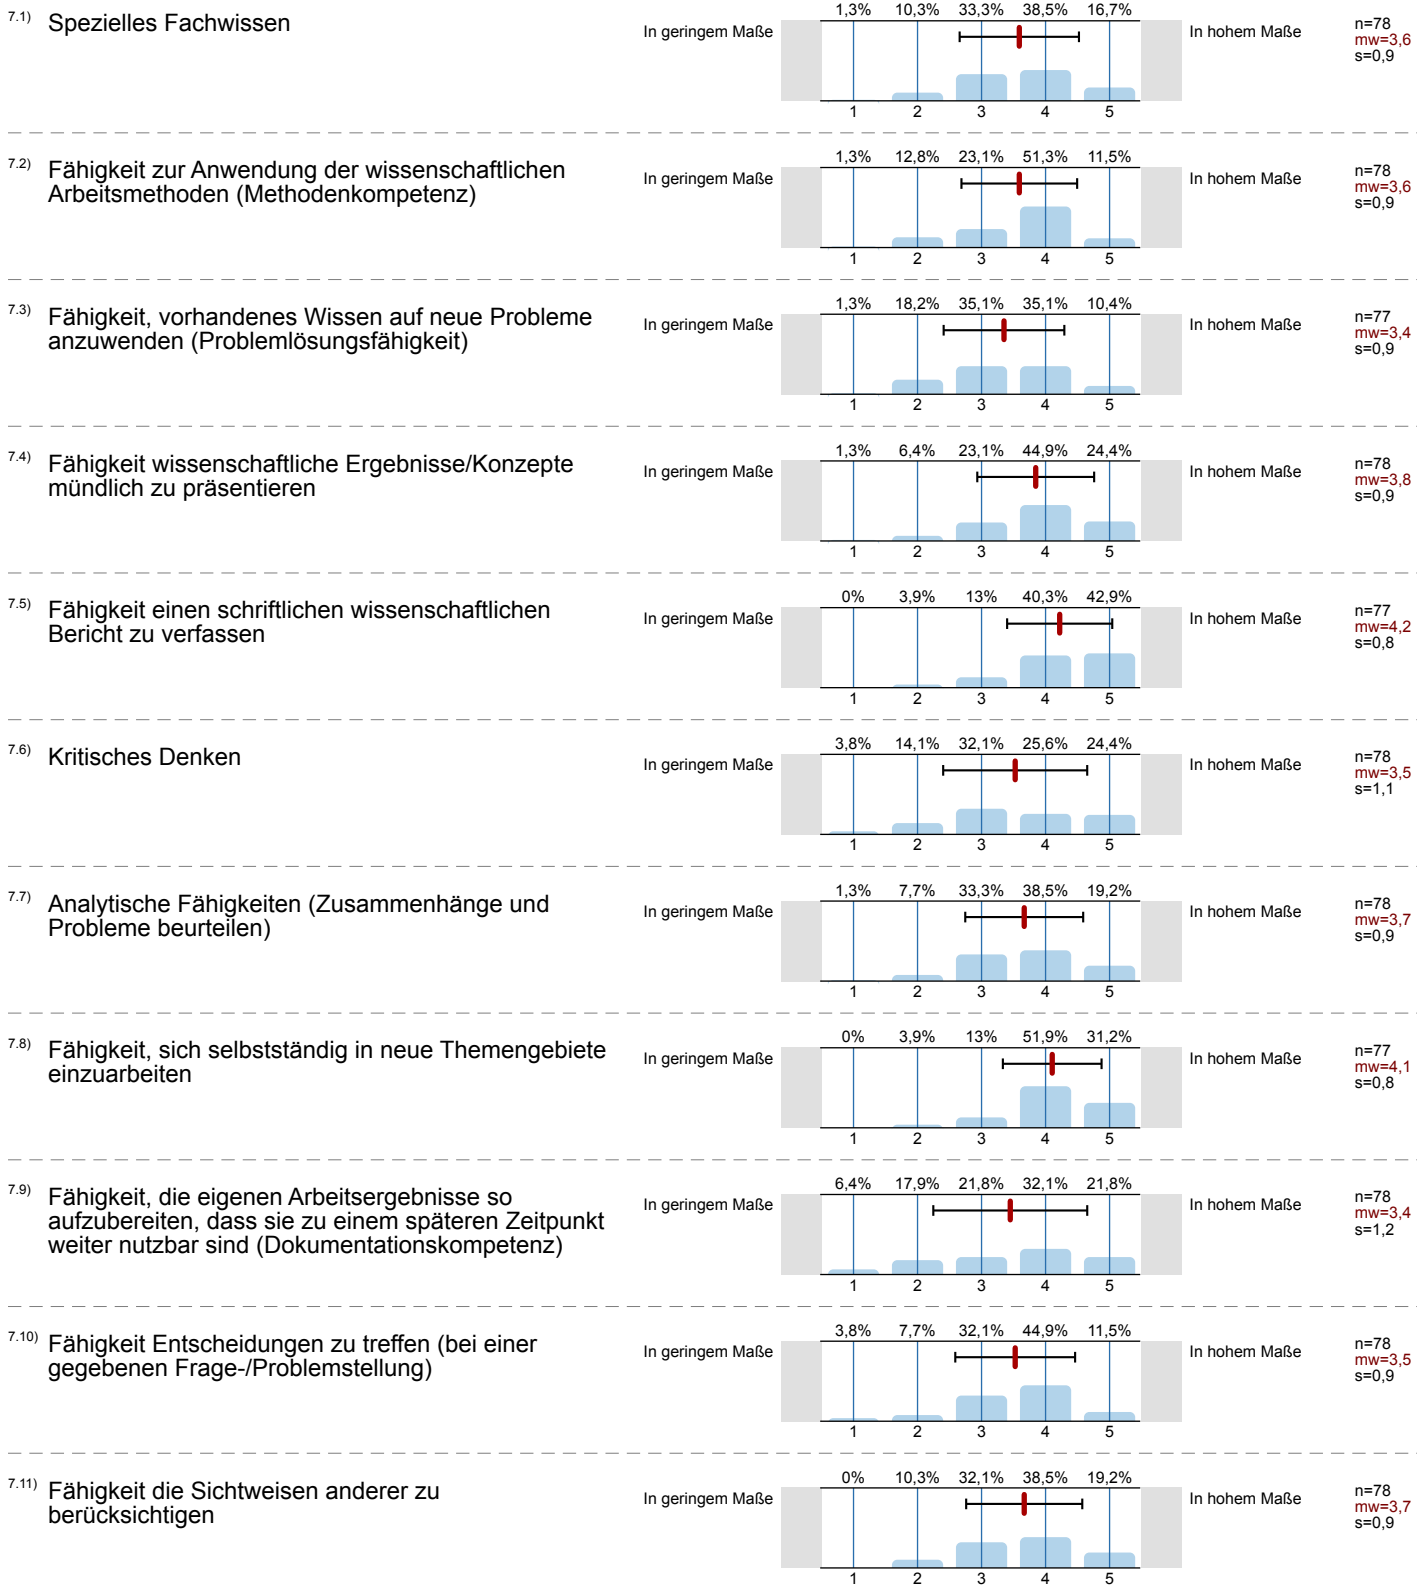 7.1) Spezielles Fachwissen
In geringem Maße
1,3% 10,3% 33,3% 38,5% 16,7%
1 2 3 4 5
In hohem Maße
n=78
mw=3,6
s=0,9
7.2) Fähigkeit zur Anwendung der wissenschaftlichen
Arbeitsmethoden (Methodenkompetenz)
In geringem Maße
1,3% 12,8% 23,1% 51,3% 11,5%
1 2 3 4 5
In hohem Maße
n=78
mw=3,6
s=0,9
7.3) Fähigkeit, vorhandenes Wissen auf neue Probleme
anzuwenden (Problemlösungsfähigkeit)
In geringem Maße
1,3% 18,2% 35,1% 35,1% 10,4%
1 2 3 4 5
In hohem Maße
n=77
mw=3,4
s=0,9
7.4) Fähigkeit wissenschaftliche Ergebnisse/Konzepte
mündlich zu präsentieren
In geringem Maße
1,3% 6,4% 23,1% 44,9% 24,4%
1 2 3 4 5
In hohem Maße
n=78
mw=3,8
s=0,9
7.5) Fähigkeit einen schriftlichen wissenschaftlichen
Bericht zu verfassen
In geringem Maße
0% 3,9% 13% 40,3% 42,9%
1 2 3 4 5
In hohem Maße
n=77
mw=4,2
s=0,8
7.6) Kritisches Denken
In geringem Maße
3,8% 14,1% 32,1% 25,6% 24,4%
1 2 3 4 5
In hohem Maße
n=78
mw=3,5
s=1,1
7.7) Analytische Fähigkeiten (Zusammenhänge und
Probleme beurteilen)
In geringem Maße
1,3% 7,7% 33,3% 38,5% 19,2%
1 2 3 4 5
In hohem Maße
n=78
mw=3,7
s=0,9
7.8) Fähigkeit, sich selbstständig in neue Themengebiete
einzuarbeiten
In geringem Maße
0% 3,9% 13% 51,9% 31,2%
1 2 3 4 5
In hohem Maße
n=77
mw=4,1
s=0,8
7.9) Fähigkeit, die eigenen Arbeitsergebnisse so
aufzubereiten, dass sie zu einem späteren Zeitpunkt
weiter nutzbar sind (Dokumentationskompetenz)
In geringem Maße
6,4% 17,9% 21,8% 32,1% 21,8%
1 2 3 4 5
In hohem Maße
n=78
mw=3,4
s=1,2
7.10) Fähigkeit Entscheidungen zu treffen (bei einer
gegebenen Frage-/Problemstellung)
In geringem Maße
3,8% 7,7% 32,1% 44,9% 11,5%
1 2 3 4 5
In hohem Maße
n=78
mw=3,5
s=0,9
7.11) Fähigkeit die Sichtweisen anderer zu
berücksichtigen
In geringem Maße
0% 10,3% 32,1% 38,5% 19,2%
1 2 3 4 5
In hohem Maße
n=78
mw=3,7
s=0,9